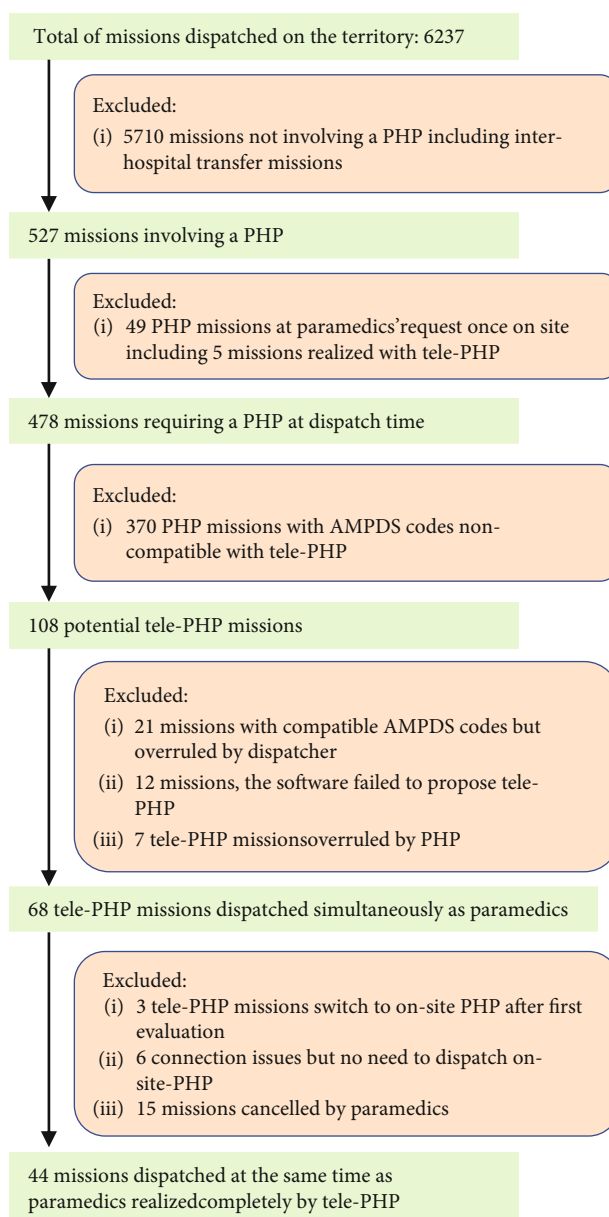 Total of missions dispatched on the territory: 6237
Excluded:
(i) 5710 missions not involving a PHP including inter-
hospital transfer missions
527 missions involving a PHP
Excluded:
(i) 49 PHP missions at paramedics'request once on site
including 5 missions realized with tele-PHP
478 missions requiring a PHP at dispatch time
Excluded:
(i) 370 PHP missions with AMPDS codes non-
compatible with tele-PHP
108 potential tele-PHP missions
Excluded:
(i) 21 missions with compatible AMPDS codes but
overruled by dispatcher
(ii) 12 missions, the software failed to propose tele-
PHP
(iii) 7 tele-PHP missionsoverruled by PHP
68 tele-PHP missions dispatched simultaneously as paramedics
Excluded:
(i) 3 tele-PHP missions switch to on-site PHP after first
evaluation
(ii) 6 connection issues but no need to dispatch on-
site-PHP
(iii) 15 missions cancelled by paramedics
44 missions dispatched at the same time as
paramedics realizedcompletely by tele-PHP